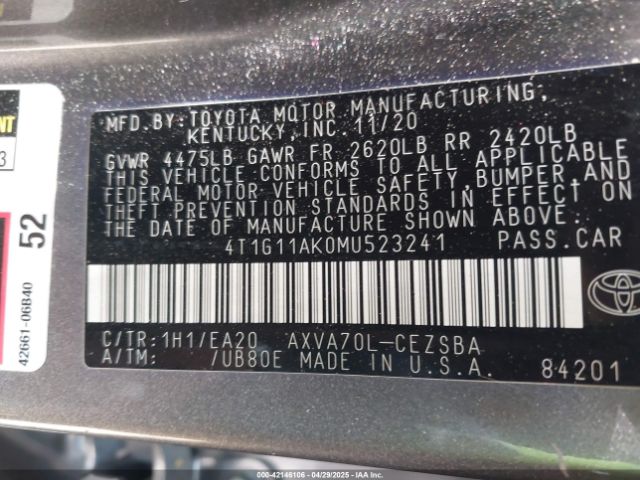 MFD.BY:TOYOTA MOTOR MANUFACTURING,
KENTUCKY,INC.11/20
GVWR 4475LB GAWR FR 2620LB RR 2420LB
THIS VEHICLE CONFORMS TO ALL APPLICABLE
FEDERAL MOTOR VEHICLE SAFETY,BUMPER AND
THEFT PREVENTION STANDARDS IN EFFECT ON
THE DATE OF MANUFACTURE SHOWN ABOVE.
4T1G11AK0MU523241 PASS.CAR
C/TR:1H1/EA20 AXVA70L-CEZSBA
A/TM: /UB80E MADE IN U.S.A. 84201
52
42661-06B40
3
000-42146106 - 04/29/2025 - IAA Inc.